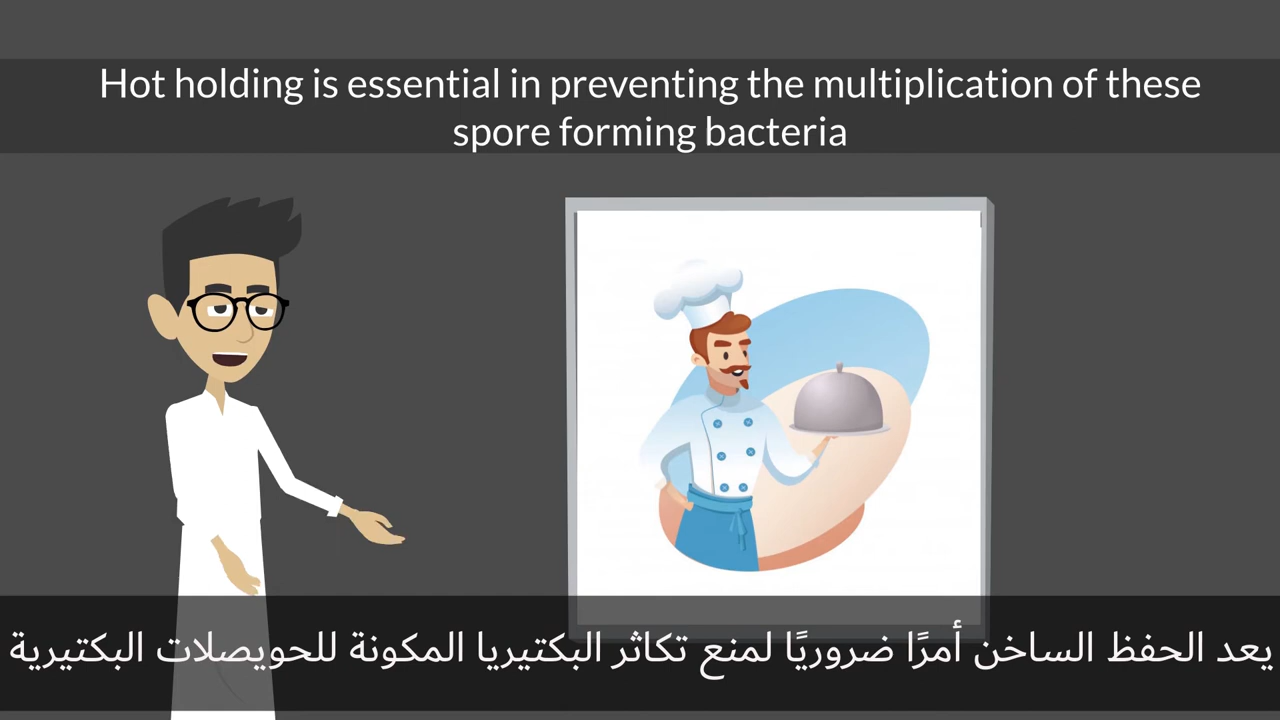 Hot holding is essential in preventing the multiplication of these
spore forming bacteria
يعد الحفظ الساخن أمرًا ضروريًا لمنع تكاثر البكتيريا المكونة للحويصلات البكتيرية